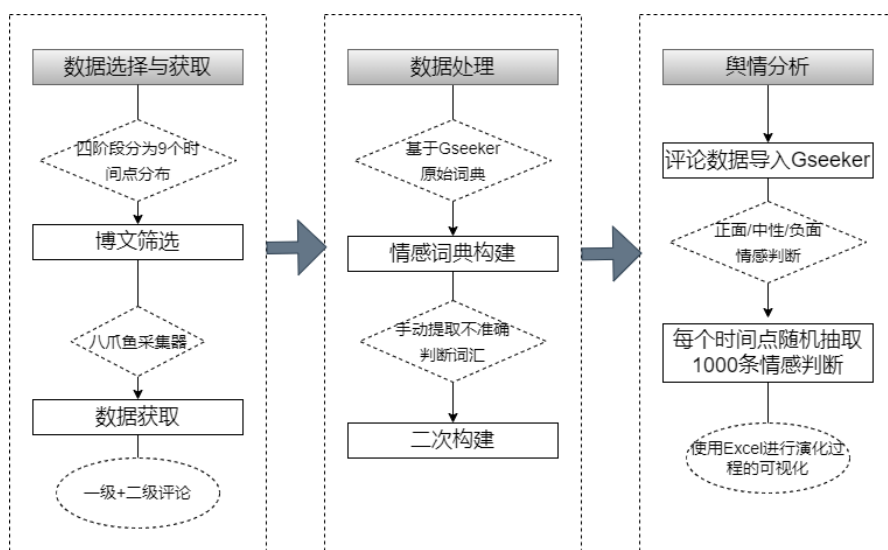 数据选择与获取
四阶段分为9个时
间点分布
博文筛选
八爪鱼采集器
数据获取
一级+二级评论
数据处理
基于Gseeker
原始词典
情感词典构建
手动提取不准确
判断词汇
二次构建
舆情分析
评论数据导入Gseeker
正面/中性/负面
情感判断
每个时间点随机抽取
1000条情感判断
使用Excel进行演化过
程的可视化